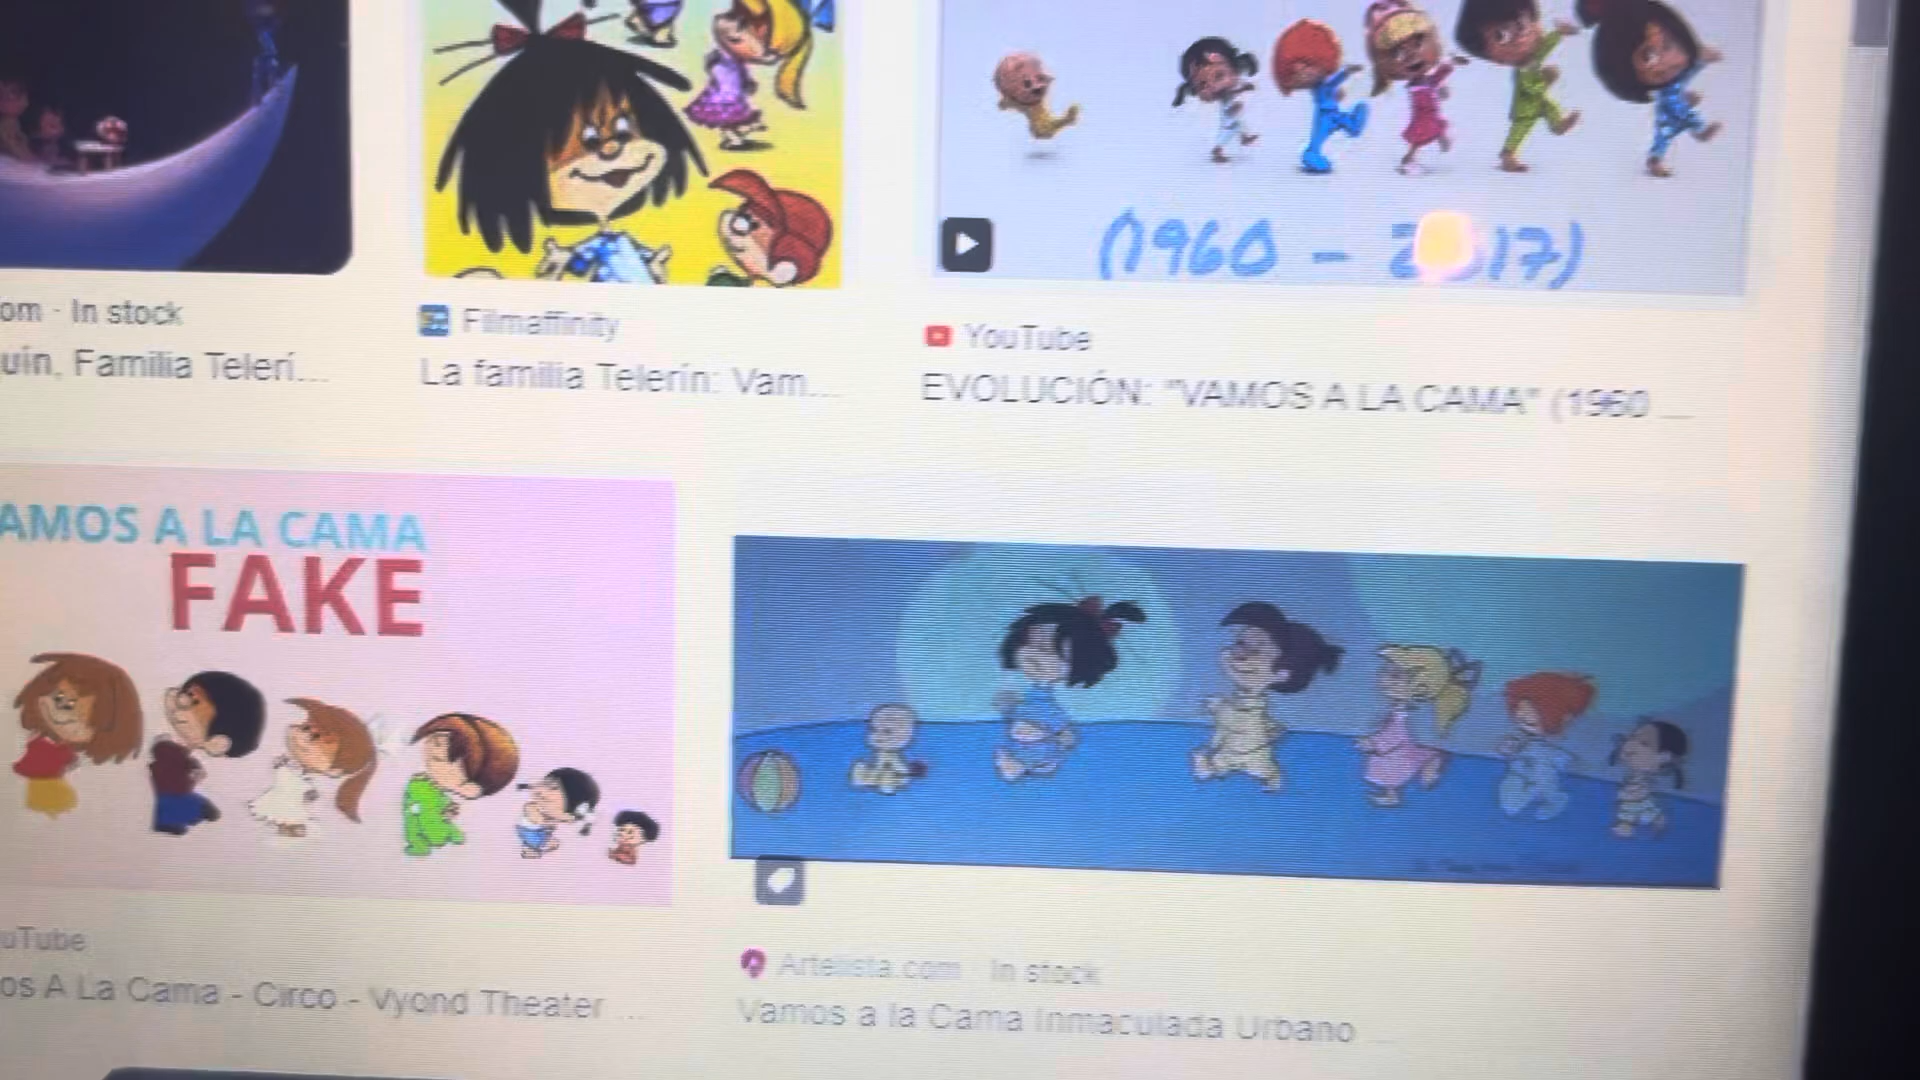 (1960 - 2017)
om · In stock
uín, Familia Telerí...
Filmaffinity
La familia Telerín: Vam...
YouTube
EVOLUCIÓN: "VAMOS A LA CAMA" (1960 ...
AMOS A LA CAMA
FAKE
uTube
os A La Cama - Circo - Vyond Theater ...
Artelista.com · In stock
Vamos a la Cama Inmaculada Urbano ...